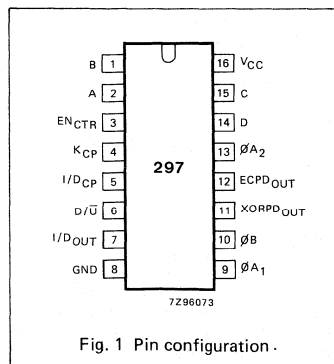 B 1 16 VCC
A 2 15 C
ENCTR 3 14 D
KCP 4 13 ØA2
I/DCP 5 297 12 ECPDOUT
D/U̅ 6 11 XORPDOUT
I/DOUT 7 10 ØB
GND 8 9 ØA1
7Z96073
Fig. 1 Pin configuration.